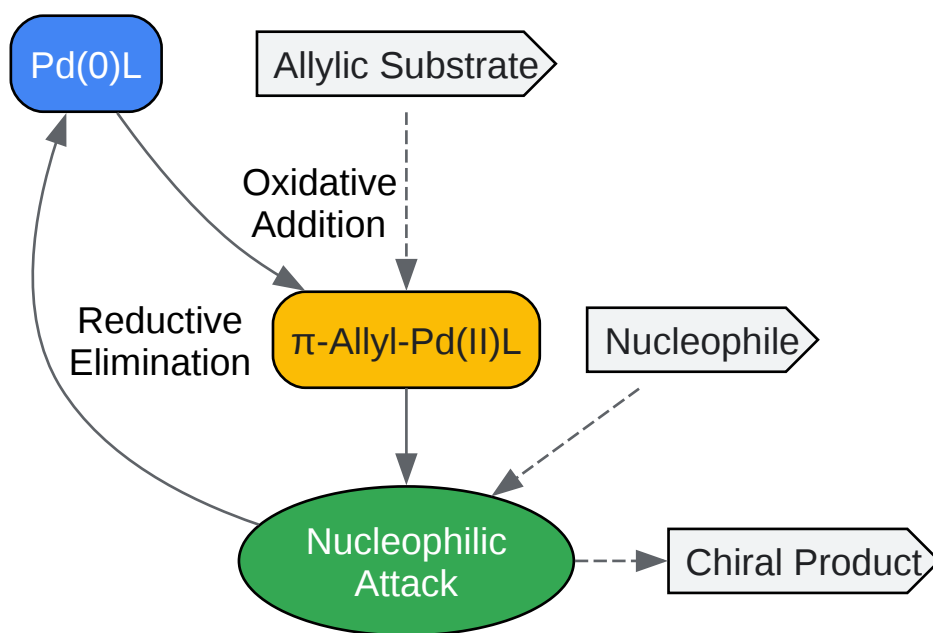 Pd(0)L
Allylic Substrate
Oxidative
Addition
Reductive
Elimination
π-Allyl-Pd(II)L
Nucleophile
Nucleophilic
Attack
Chiral Product